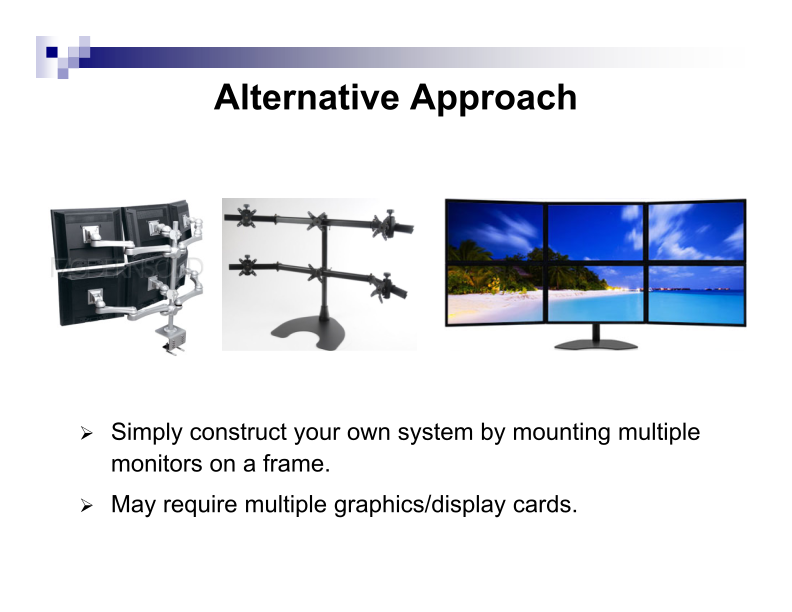 Alternative Approach
Simply construct your own system by mounting multiple
monitors on a frame.
May require multiple graphics/display cards.